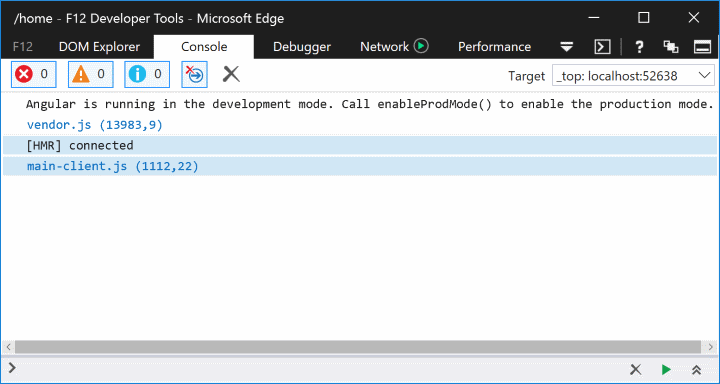 /home - F12 Developer Tools - Microsoft Edge
F12 DOM Explorer Console Debugger Network Performance ?
0 0 0 Target _top: localhost:52638
Angular is running in the development mode. Call enableProdMode() to enable the production mode.
vendor.js (13983,9)
[HMR] connected
main-client.js (1112,22)